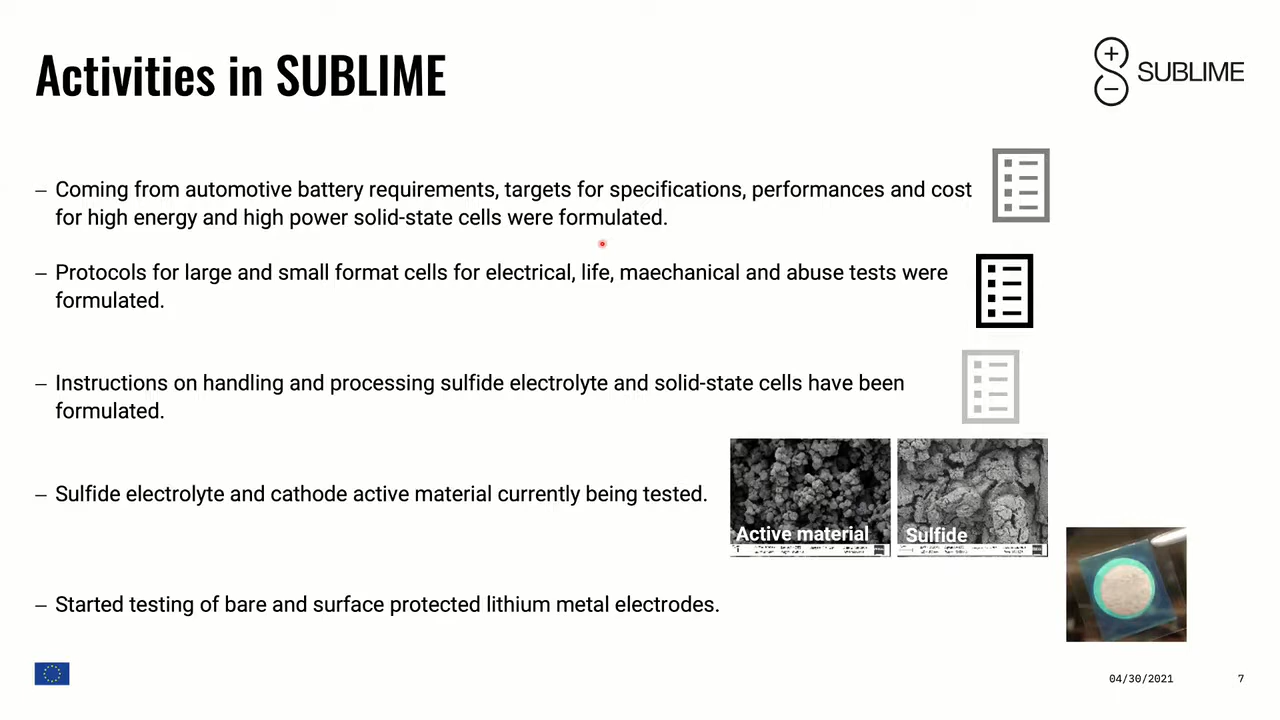 Activities in SUBLIME
SUBLIME
– Coming from automotive battery requirements, targets for specifications, performances and cost
for high energy and high power solid-state cells were formulated.
– Protocols for large and small format cells for electrical, life, maechanical and abuse tests were
formulated.
– Instructions on handling and processing sulfide electrolyte and solid-state cells have been
formulated.
– Sulfide electrolyte and cathode active material currently being tested.
Active material
Sulfide
– Started testing of bare and surface protected lithium metal electrodes.
04/30/2021
7